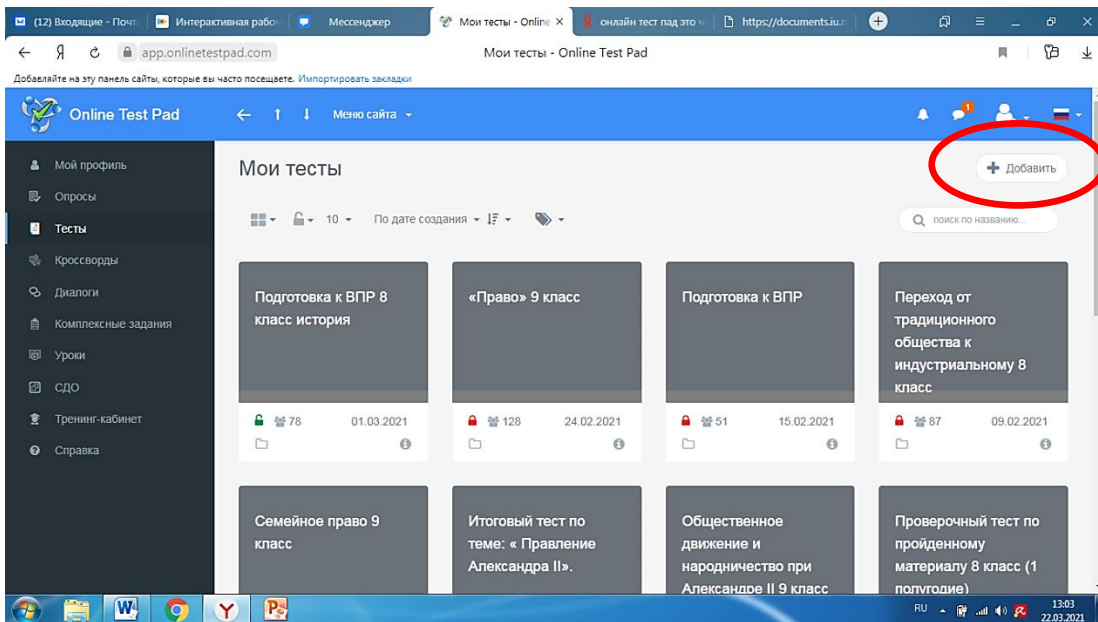 (12) Входящие - Почт
Интерактивная рабо
Мессенджер
Мои тесты - Online
онлайн тест пад это ч
https://documents.iu.r
Я
app.onlinetestpad.com
Мои тесты - Online Test Pad
Добавляйте на эту панель сайты, которые вы часто посещаете. Импортировать закладки
Online Test Pad
Меню сайта
1
Мой профиль
Опросы
Тесты
Кроссворды
Диалоги
Комплексные задания
Уроки
СДО
Тренинг-кабинет
Справка
Мои тесты
Добавить
10
По дате создания
поиск по названию...
Подготовка к ВПР 8
класс история
78
01.03.2021
«Право» 9 класс
128
24.02.2021
Подготовка к ВПР
51
15.02.2021
Переход от
традиционного
общества к
индустриальному 8
класс
87
09.02.2021
Семейное право 9
класс
Итоговый тест по
теме: « Правление
Александра II».
Общественное
движение и
народничество при
Александре II 9 класс
Проверочный тест по
пройденному
материалу 8 класс (1
полугодие)
RU
13:03
22.03.2021